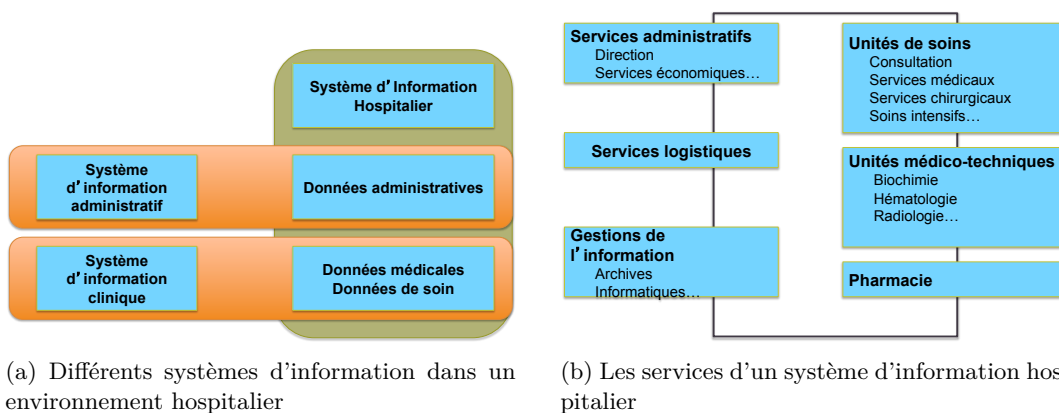 Système d'Information
Hospitalier
Système
d'information
administratif
Données administratives
Système
d'information
clinique
Données médicales
Données de soin
(a) Différents systèmes d'information dans un
environnement hospitalier
Services administratifs
Direction
Services économiques…
Services logistiques
Gestions de
l'information
Archives
Informatiques…
Unités de soins
Consultation
Services médicaux
Services chirurgicaux
Soins intensifs…
Unités médico-techniques
Biochimie
Hématologie
Radiologie…
Pharmacie
(b) Les services d'un système d'information hos
pitalier